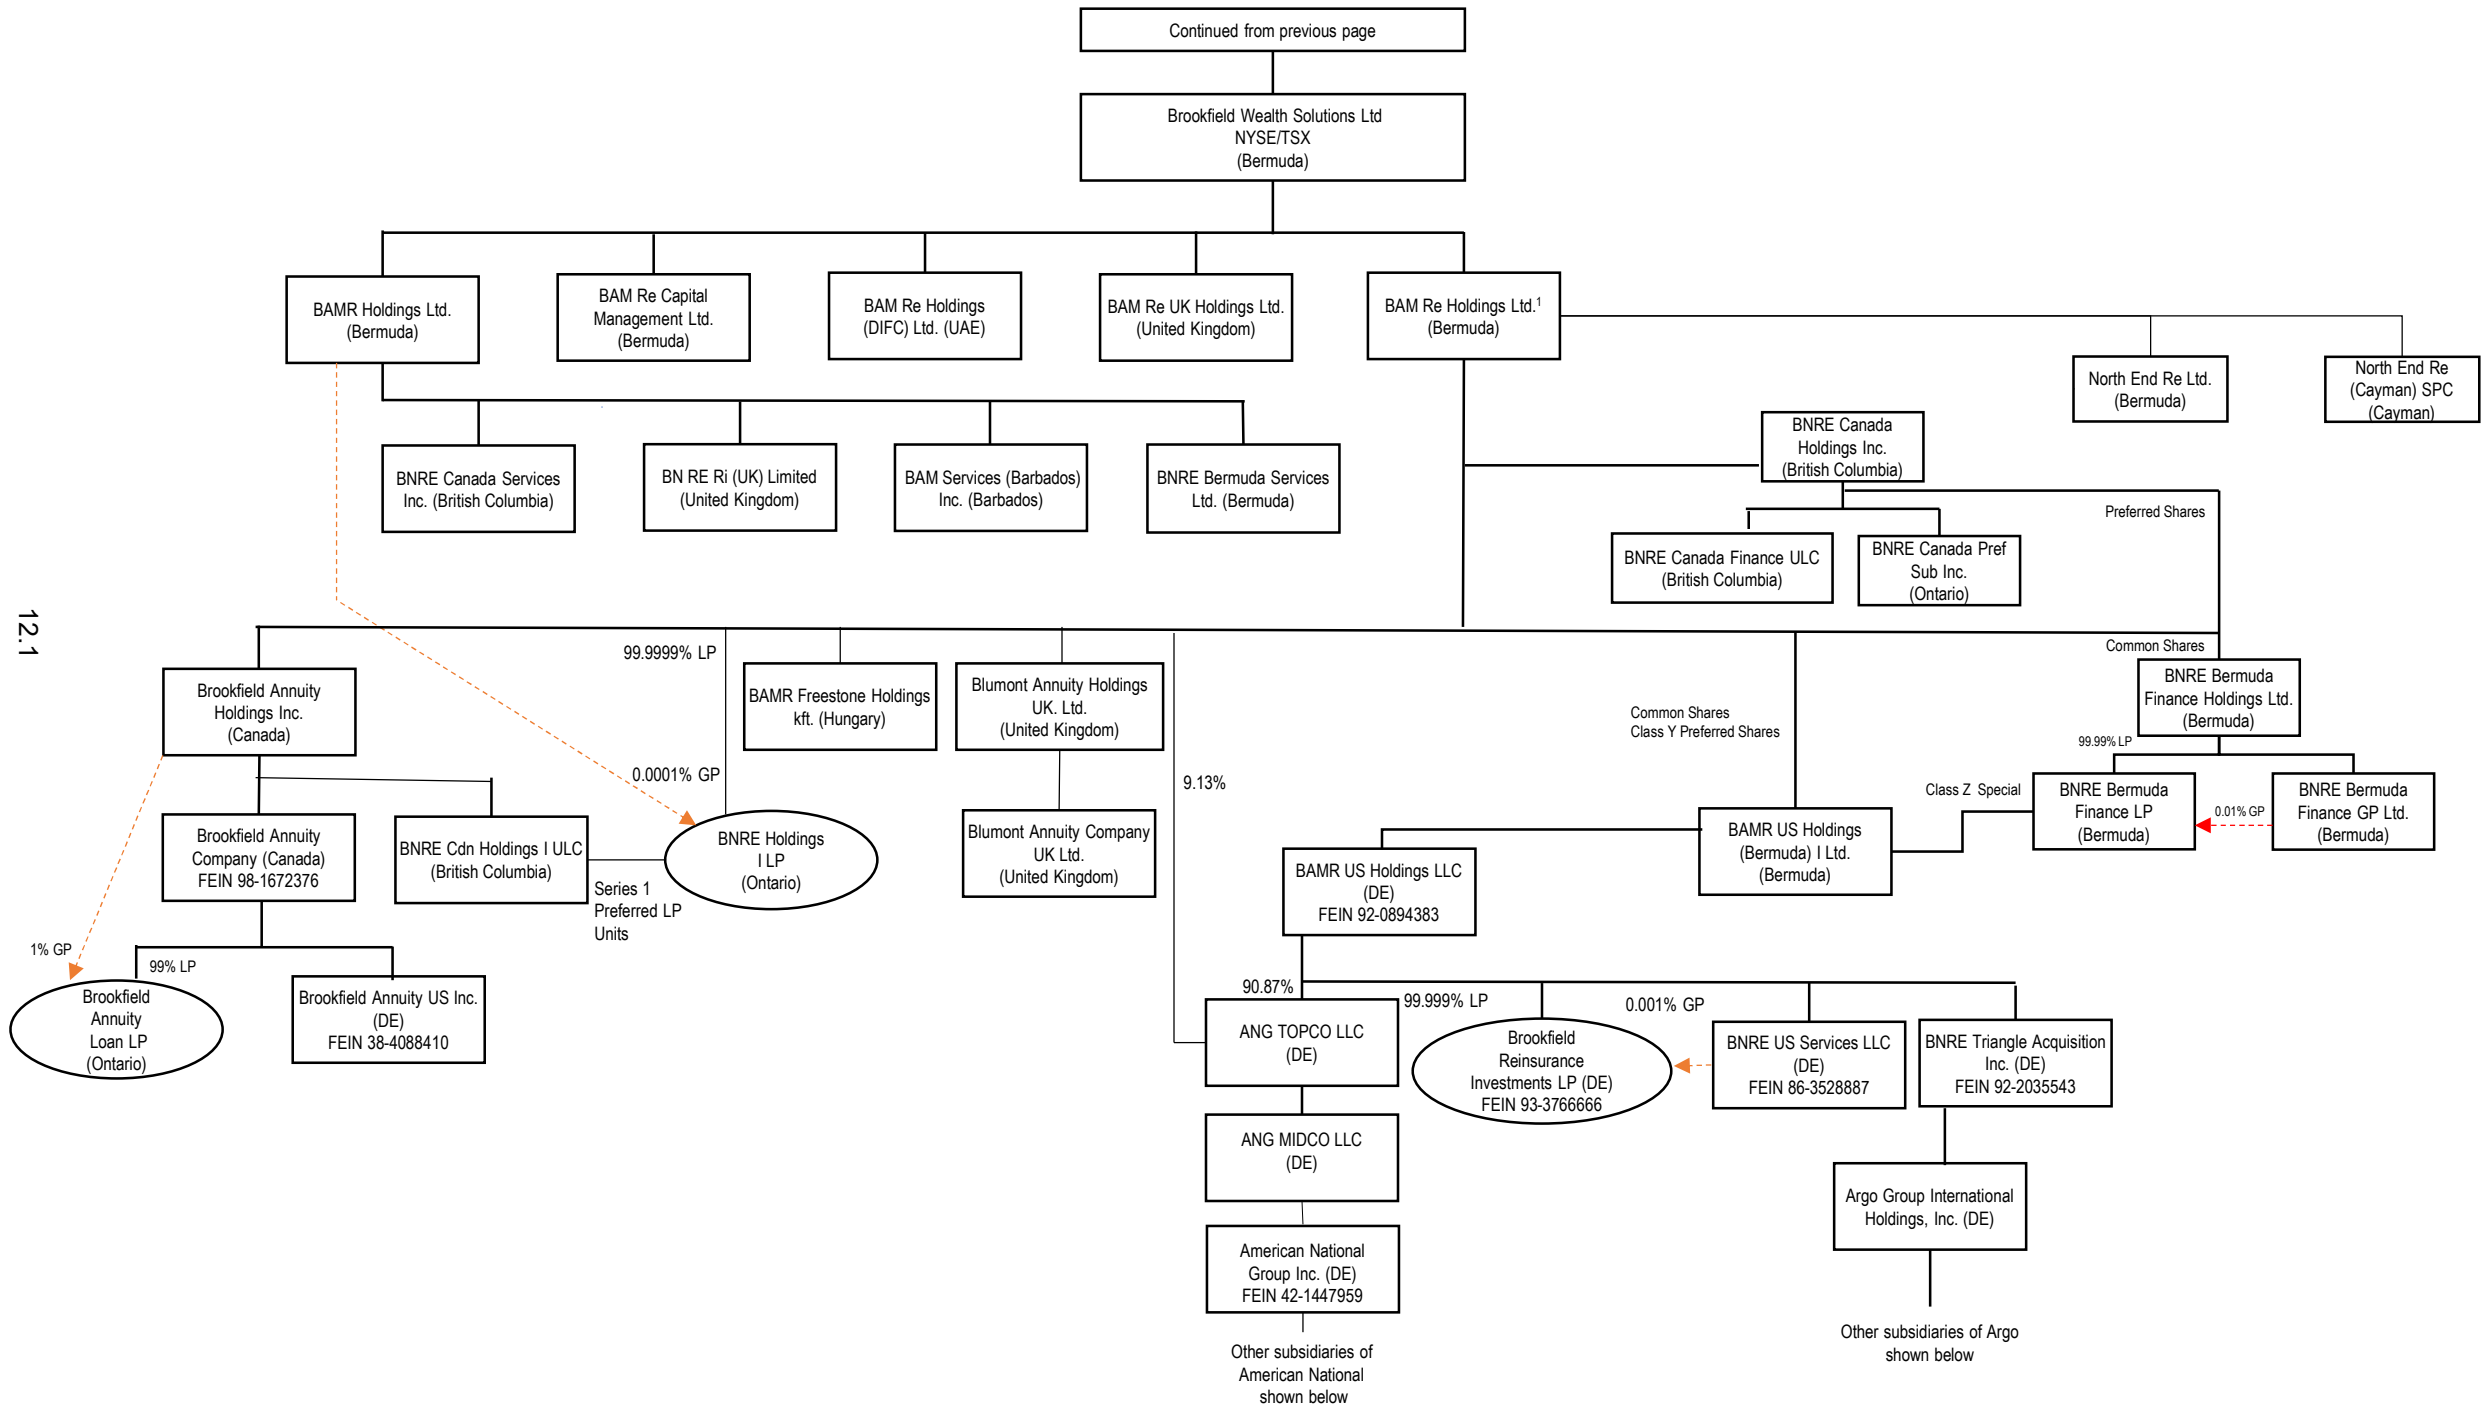 Continued from previous page
Brookfield Wealth Solutions Ltd
NYSE/TSX
(Bermuda)
BAMR Holdings Ltd.
(Bermuda)
BAM Re Capital
Management Ltd.
(Bermuda)
BAM Re Holdings
(DIFC) Ltd. (UAE)
BAM Re UK Holdings Ltd.
(United Kingdom)
BAM Re Holdings Ltd.1
(Bermuda)
North End Re Ltd.
(Bermuda)
North End Re
(Cayman) SPC
(Cayman)
BNRE Canada
Holdings Inc.
(British Columbia)
BNRE Canada Services
Inc. (British Columbia)
BN RE Ri (UK) Limited
(United Kingdom)
BAM Services (Barbados)
Inc. (Barbados)
BNRE Bermuda Services
Ltd. (Bermuda)
Preferred Shares
BNRE Canada Finance ULC
(British Columbia)
BNRE Canada Pref
Sub Inc.
(Ontario)
12.1
99.9999% LP
Common Shares
Brookfield Annuity
Holdings Inc.
(Canada)
BAMR Freestone Holdings
kft. (Hungary)
Blumont Annuity Holdings
UK. Ltd.
(United Kingdom)
Common Shares
Class Y Preferred Shares
BNRE Bermuda
Finance Holdings Ltd.
(Bermuda)
99.99% LP
0.0001% GP
9.13%
Class Z Special
Brookfield Annuity
Company (Canada)
FEIN 98-1672376
BNRE Cdn Holdings I ULC
(British Columbia)
Series 1
Preferred LP
Units
BNRE Holdings
I LP
(Ontario)
Blumont Annuity Company
UK Ltd.
(United Kingdom)
BAMR US Holdings LLC
(DE)
FEIN 92-0894383
BAMR US Holdings
(Bermuda) I Ltd.
(Bermuda)
BNRE Bermuda
Finance LP
(Bermuda)
0.01% GP
BNRE Bermuda
Finance GP Ltd.
(Bermuda)
1% GP
99% LP
Brookfield
Annuity
Loan LP
(Ontario)
Brookfield Annuity US Inc.
(DE)
FEIN 38-4088410
90.87%
99.999% LP
0.001% GP
ANG TOPCO LLC
(DE)
Brookfield
Reinsurance
Investments LP (DE)
FEIN 93-3766666
BNRE US Services LLC
(DE)
FEIN 86-3528887
BNRE Triangle Acquisition
Inc. (DE)
FEIN 92-2035543
ANG MIDCO LLC
(DE)
Argo Group International
Holdings, Inc. (DE)
American National
Group Inc. (DE)
FEIN 42-1447959
Other subsidiaries of Argo
shown below
Other subsidiaries of
American National
shown below